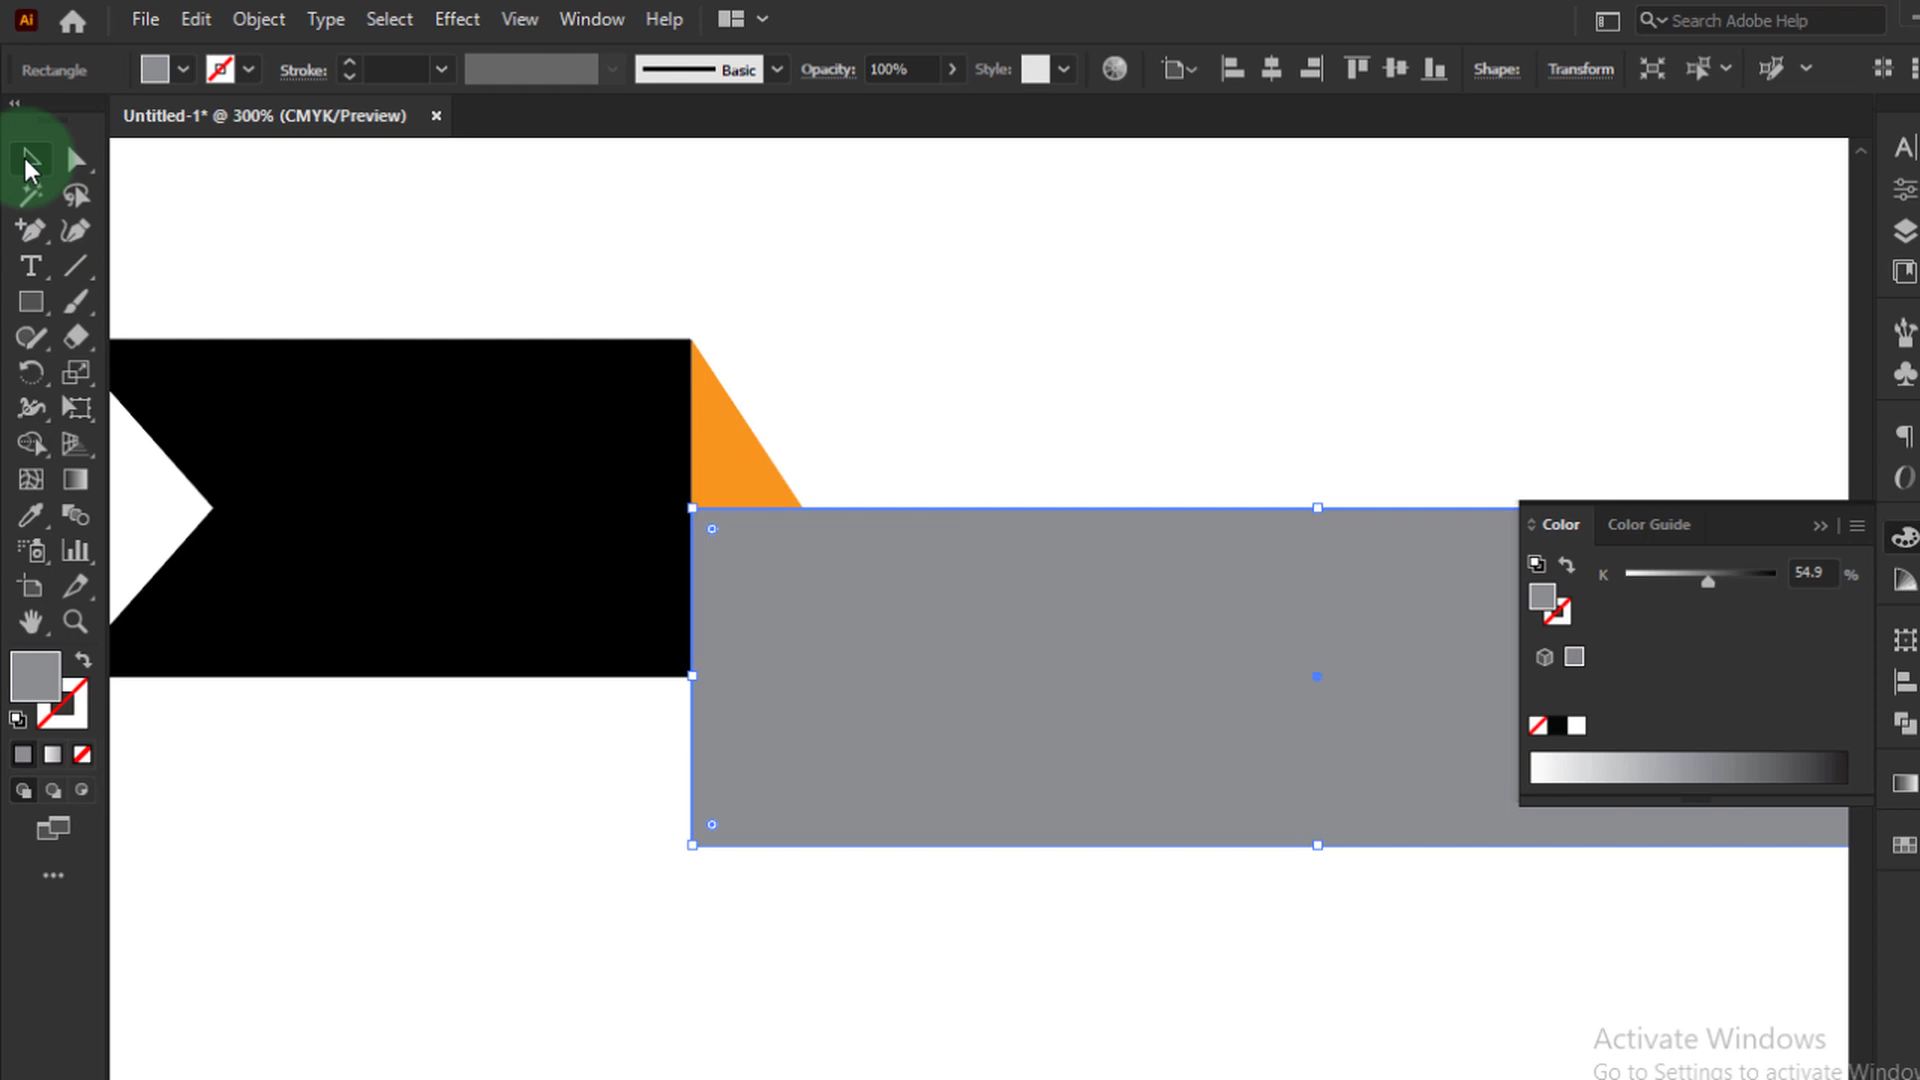 Ai File Edit Object Type Select Effect View Window Help Search Adobe Help
Rectangle Stroke: Basic Opacity: 100% Style: Shape: Transform
Untitled-1* @ 300% (CMYK/Preview) ×
Color Color Guide
K 54.9 %
Activate Windows
Go to Settings to activate Window